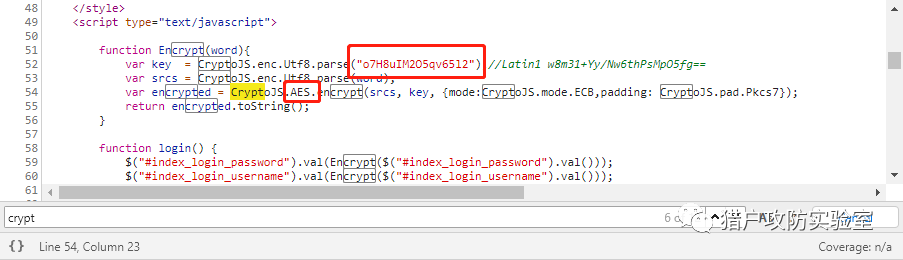 48 </style>
49 <script type="text/javascript">
50
51 function Encrypt(word){
52 var key = CryptoJS.enc.Utf8.parse("o7H8uIM2O5qv65l2") //Latin1 w8m31+Yy/Nw6thPsMpO5fg==
53 var srcs = CryptoJS.enc.Utf8.parse(word);
54 var encrypted = CryptoJS.AES.encrypt(srcs, key, {mode:CryptoJS.mode.ECB,padding: CryptoJS.pad.Pkcs7});
55 return encrypted.toString();
56 }
57
58 function login() {
59 $("#index_login_password").val(Encrypt($("#index_login_password").val()));
60 $("#index_login_username").val(Encrypt($("#index_login_username").val()));
61
crypt 6
猎户攻防实验室
{} Line 54, Column 23 Coverage: n/a